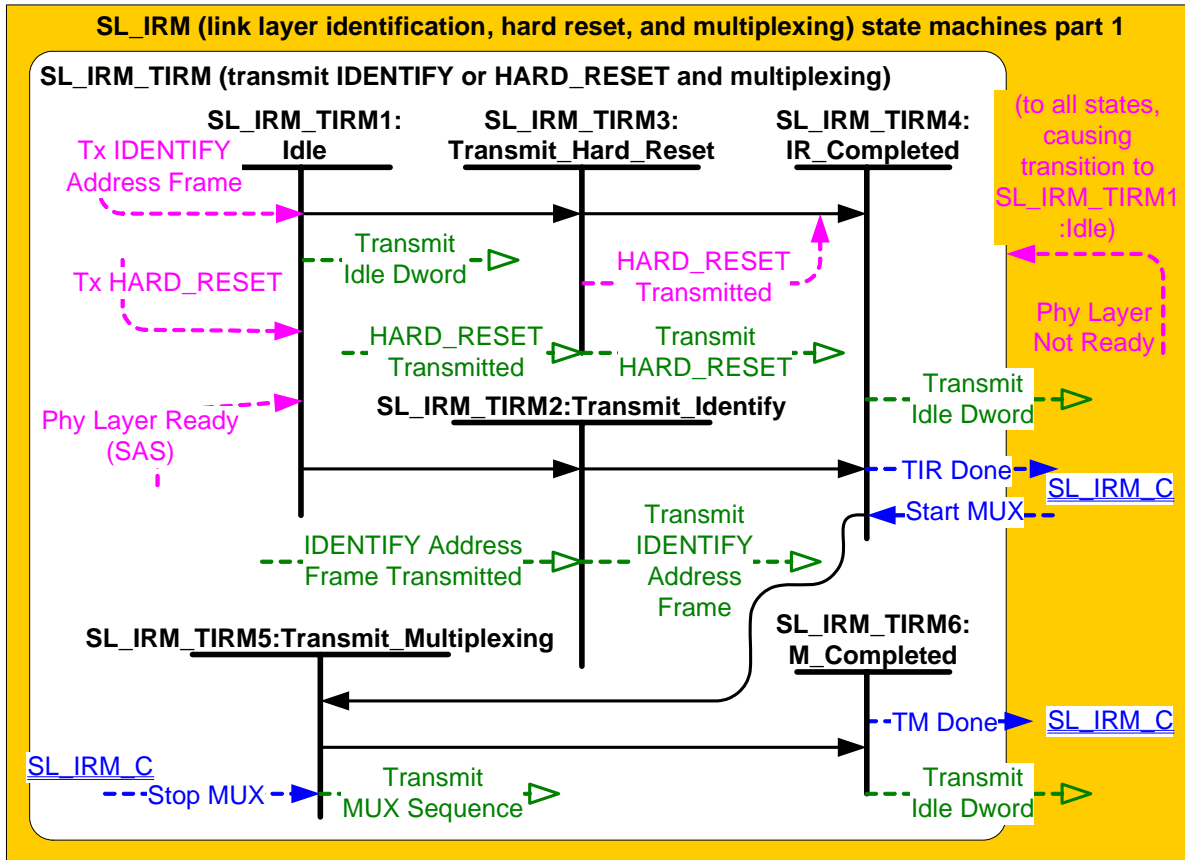 SL_IRM (link layer identification, hard reset, and multiplexing) state machines part 1
SL_IRM_TIRM (transmit IDENTIFY or HARD_RESET and multiplexing)
SL_IRM_TIRM1:
Idle
SL_IRM_TIRM3:
Transmit_Hard_Reset
SL_IRM_TIRM4:
IR_Completed
(to all states,
causing
transition to
SL_IRM_TIRM1
:Idle)
Tx IDENTIFY
Address Frame
Transmit
Idle Dword
HARD_RESET
Transmitted
Tx HARD_RESET
Phy Layer
Not Ready
HARD_RESET
Transmitted
Transmit
HARD_RESET
Transmit
Idle Dword
Phy Layer Ready
(SAS)
SL_IRM_TIRM2:Transmit_Identify
TIR Done
SL_IRM_C
Start MUX
IDENTIFY Address
Frame Transmitted
Transmit
IDENTIFY
Address
Frame
SL_IRM_TIRM5:Transmit_Multiplexing
SL_IRM_TIRM6:
M_Completed
TM Done
SL_IRM_C
SL_IRM_C
Stop MUX
Transmit
MUX Sequence
Transmit
Idle Dword